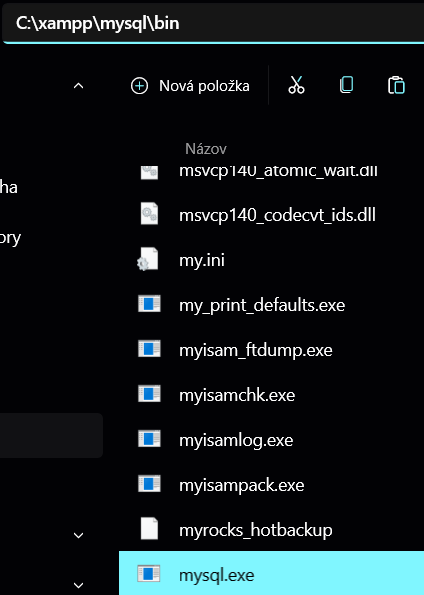 C:\xampp\mysql\bin
Nová položka
Názov
msvcp140_atomic_wait.dll
ha
msvcp140_codecvt_ids.dll
ory
my.ini
my_print_defaults.exe
myisam_ftdump.exe
myisamchk.exe
myisamlog.exe
myisampack.exe
myrocks_hotbackup
mysql.exe